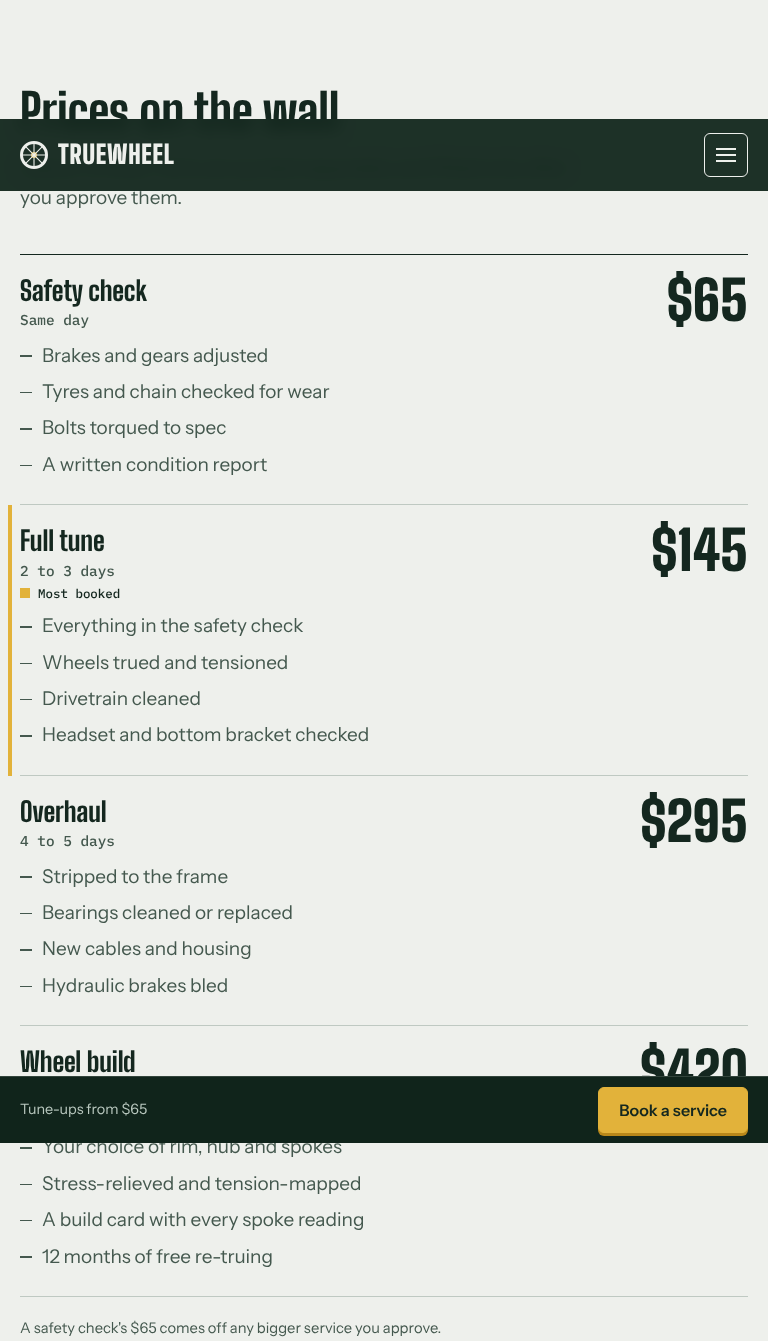 Prices on the wall
TRUEWHEEL
you approve them.
Safety check
$65
Same day
Brakes and gears adjusted
Tyres and chain checked for wear
Bolts torqued to spec
A written condition report
Full tune
$145
2 to 3 days
Most booked
Everything in the safety check
Wheels trued and tensioned
Drivetrain cleaned
Headset and bottom bracket checked
Overhaul
$295
4 to 5 days
Stripped to the frame
Bearings cleaned or replaced
New cables and housing
Hydraulic brakes bled
Wheel build
$420
Tune-ups from $65
Book a service
Your choice of rim, hub and spokes
Stress-relieved and tension-mapped
A build card with every spoke reading
12 months of free re-truing
A safety check's $65 comes off any bigger service you approve.